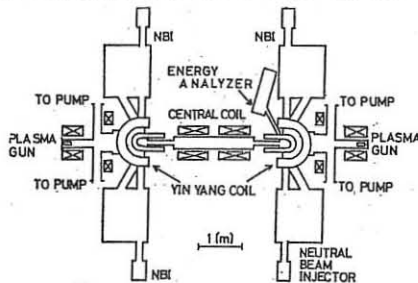 NBI
NBI
ENERGY
ANALYZER
TO PUMP
CENTRAL COIL
TO PUMP
PLASMA
GUN
PLASMA
GUN
TO PUMP
YIN YANG COIL
TO PUMP
1 (m)
NBI
NEUTRAL
BEAM
INJECTOR